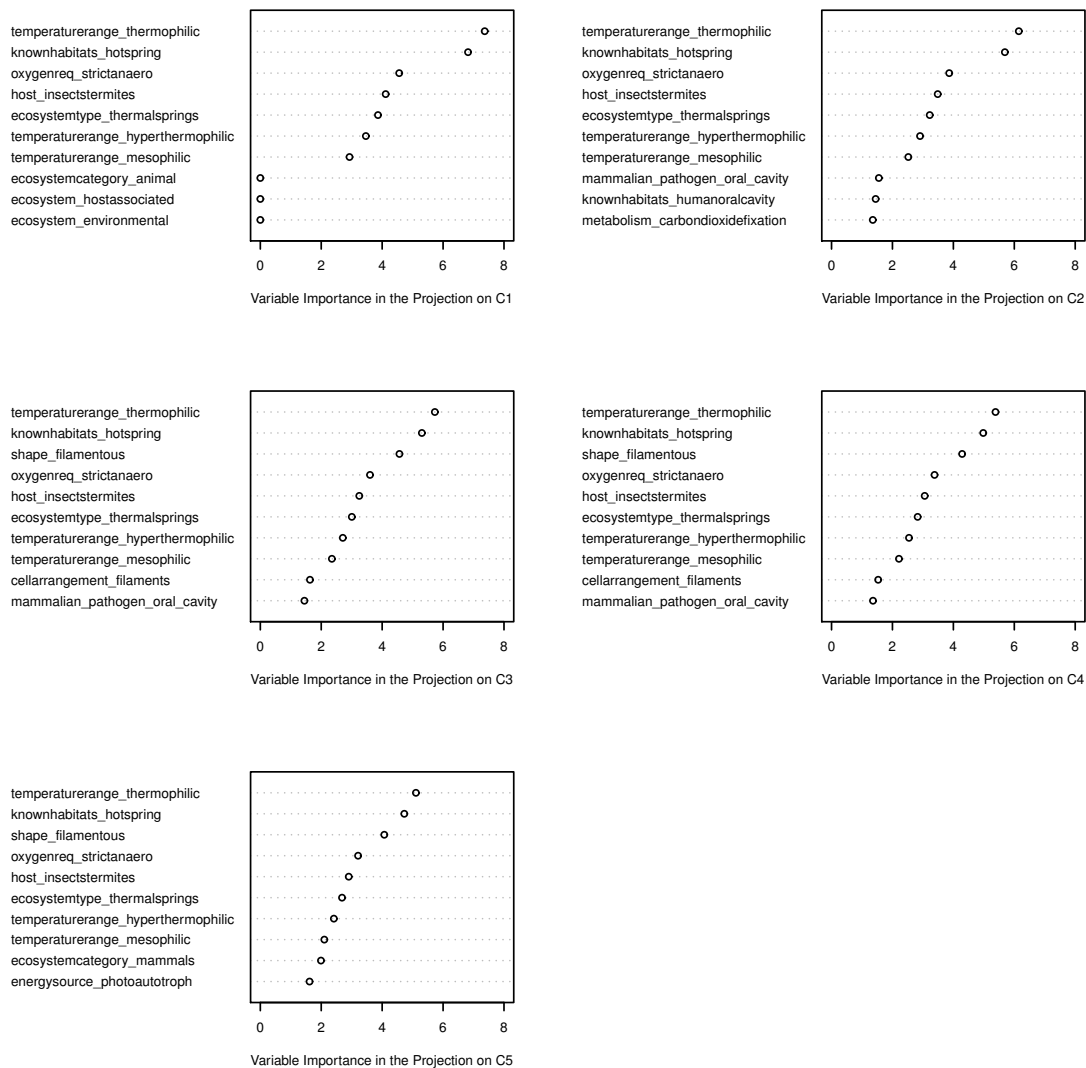 temperaturerange_thermophilic
knownhabitats_hotspring
oxygenreq_strictanaero
host_insectstermites
ecosystemtype_thermalsprings
temperaturerange_hyperthermophilic
temperaturerange_mesophilic
ecosystemcategory_animal
ecosystem_hostassociated
ecosystem_environmental
0 2 4 6 8
Variable Importance in the Projection on C1
temperaturerange_thermophilic
knownhabitats_hotspring
oxygenreq_strictanaero
host_insectstermites
ecosystemtype_thermalsprings
temperaturerange_hyperthermophilic
temperaturerange_mesophilic
mammalian_pathogen_oral_cavity
knownhabitats_humanoralcavity
metabolism_carbondioxidefixation
0 2 4 6 8
Variable Importance in the Projection on C2
temperaturerange_thermophilic
knownhabitats_hotspring
shape_filamentous
oxygenreq_strictanaero
host_insectstermites
ecosystemtype_thermalsprings
temperaturerange_hyperthermophilic
temperaturerange_mesophilic
cellarrangement_filaments
mammalian_pathogen_oral_cavity
0 2 4 6 8
Variable Importance in the Projection on C3
temperaturerange_thermophilic
knownhabitats_hotspring
shape_filamentous
oxygenreq_strictanaero
host_insectstermites
ecosystemtype_thermalsprings
temperaturerange_hyperthermophilic
temperaturerange_mesophilic
cellarrangement_filaments
mammalian_pathogen_oral_cavity
0 2 4 6 8
Variable Importance in the Projection on C4
temperaturerange_thermophilic
knownhabitats_hotspring
shape_filamentous
oxygenreq_strictanaero
host_insectstermites
ecosystemtype_thermalsprings
temperaturerange_hyperthermophilic
temperaturerange_mesophilic
ecosystemcategory_mammals
energysource_photoautotroph
0 2 4 6 8
Variable Importance in the Projection on C5